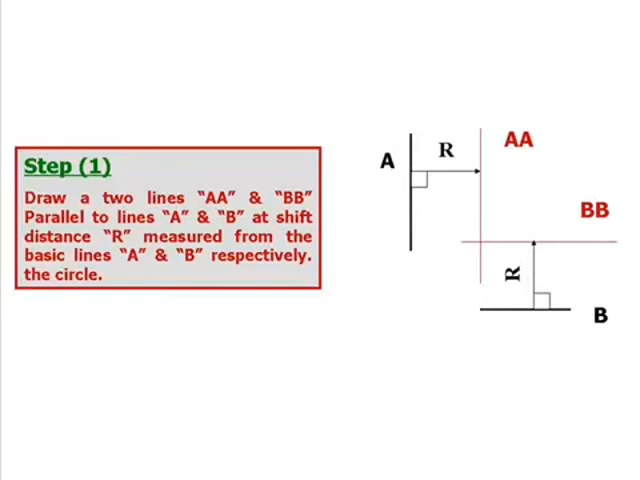 Step (1)
Draw a two lines “AA” & “BB”
Parallel to lines “A” & “B” at shift
distance “R” measured from the
basic lines “A” & “B” respectively.
the circle.
A
R
AA
BB
R
B